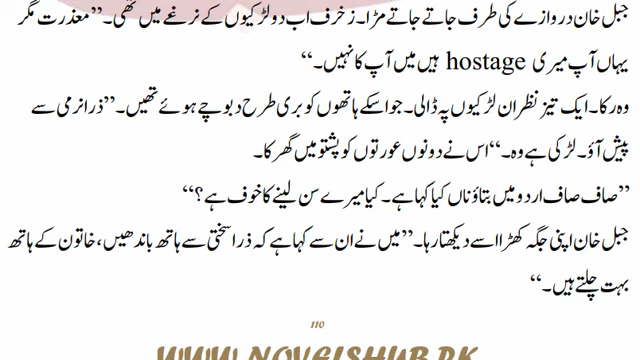 جبل خان دروازے کی طرف جاتے جاتے مڑا۔ زخرف اب دو لڑکیوں کے نرغے میں تھی۔ ”معذرت مگر
یہاں آپ میری hostage ہیں میں آپ کا نہیں۔“
وہ رکا۔ ایک تیز نظر ان لڑکیوں پہ ڈالی۔ جو اسکے ہاتھوں کو بری طرح دبوچے ہوئے تھیں۔ ”ذرا نرمی سے
پیش آؤ۔ لڑکی ہے وہ۔“ اس نے دونوں عورتوں کو پشتو میں گھرکا۔
”صاف صاف اردو میں بتاؤ ناں کیا کہا ہے۔ کیا میرے سن لینے کا خوف ہے؟“
جبل خان اپنی جگہ کھڑا اسے دیکھتا رہا۔ ”میں نے ان سے کہا ہے کہ ذرا سختی سے ہاتھ باندھیں، خاتون کے ہاتھ
بہت چلتے ہیں۔“
110
WWW.NOVELSHUB.PK